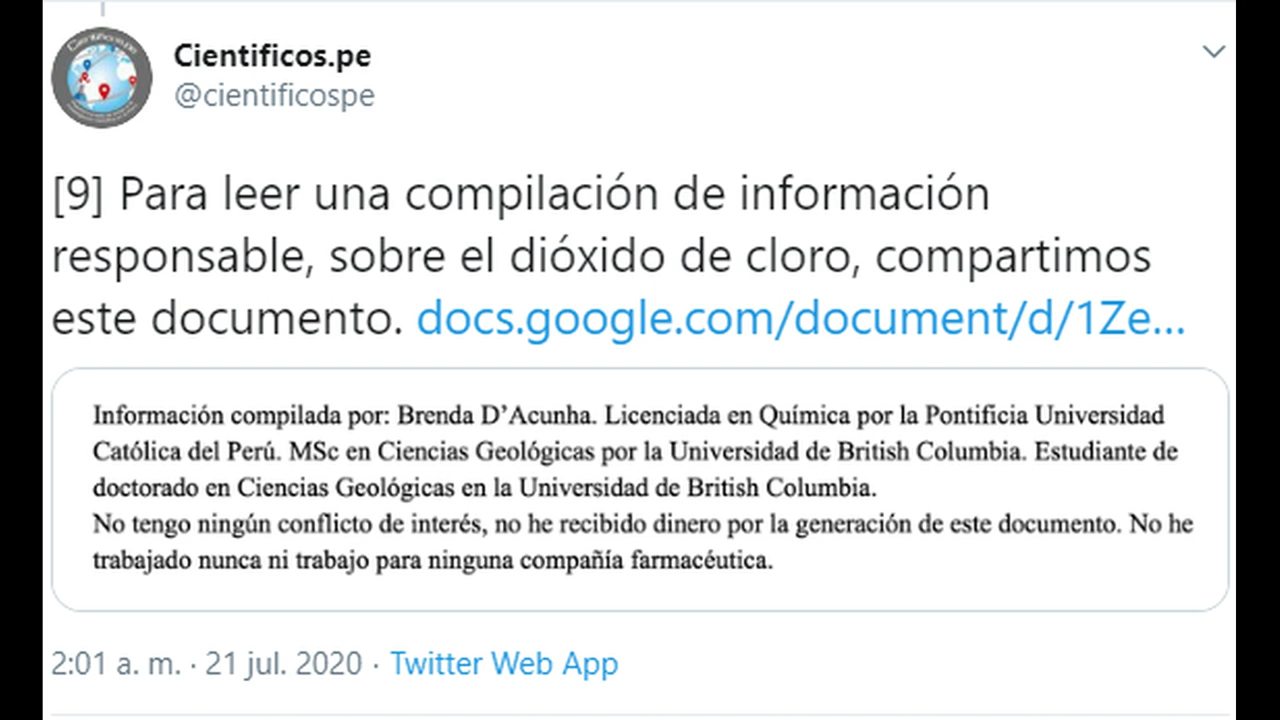 Cientificos.pe
@cientificospe
[9] Para leer una compilación de información
responsable, sobre el dióxido de cloro, compartimos
este documento. docs.google.com/document/d/1Ze...
Información compilada por: Brenda D’Acunha. Licenciada en Química por la Pontificia Universidad
Católica del Perú. MSc en Ciencias Geológicas por la Universidad de British Columbia. Estudiante de
doctorado en Ciencias Geológicas en la Universidad de British Columbia.
No tengo ningún conflicto de interés, no he recibido dinero por la generación de este documento. No he
trabajado nunca ni trabajo para ninguna compañía farmacéutica.
2:01 a. m. · 21 jul. 2020 · Twitter Web App